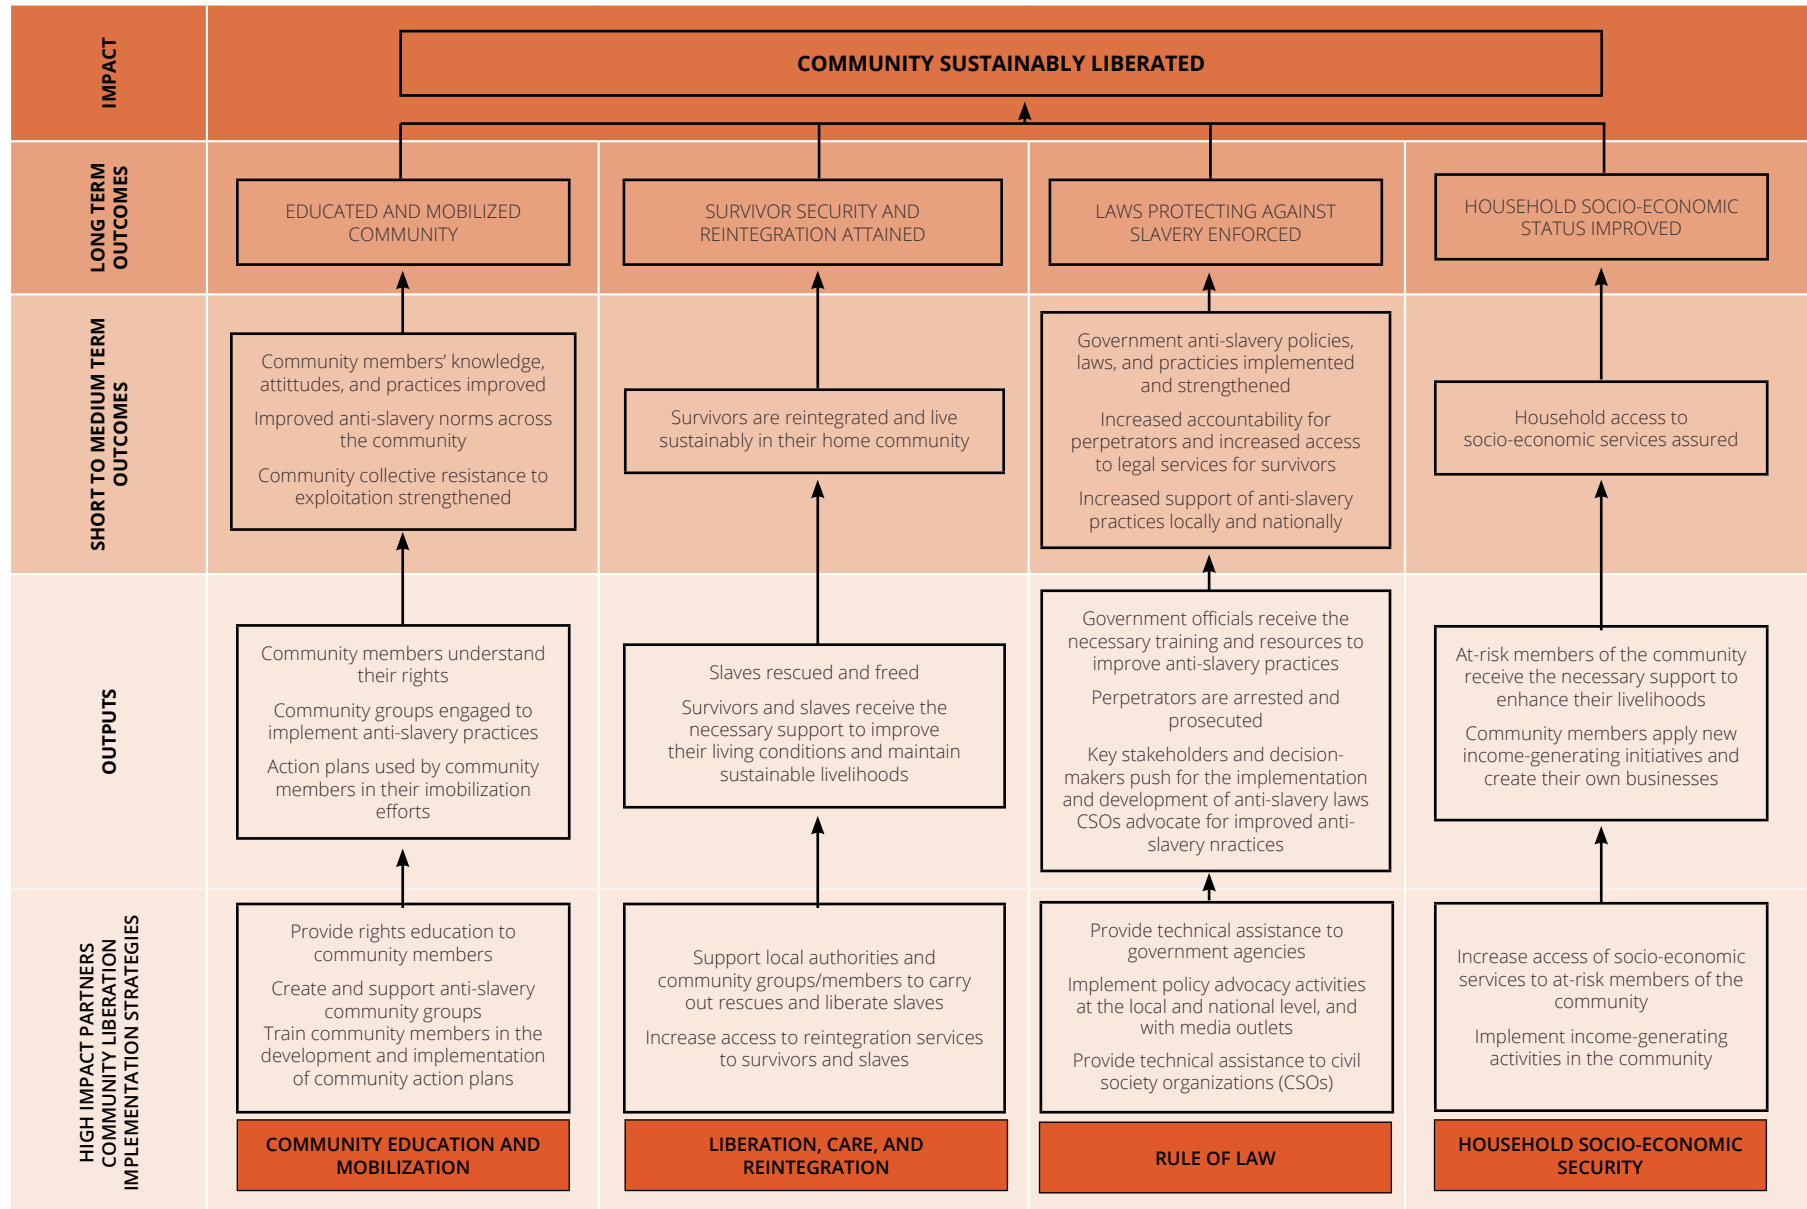 IMPACT
COMMUNITY SUSTAINABLY LIBERATED
LONG TERM
OUTCOMES
EDUCATED AND MOBILIZED
COMMUNITY
SURVIVOR SECURITY AND
REINTEGRATION ATTAINED
LAWS PROTECTING AGAINST
SLAVERY ENFORCED
HOUSEHOLD SOCIO-ECONOMIC
STATUS IMPROVED
SHORT TO MEDIUM TERM
OUTCOMES
Community members’ knowledge,
attitudes, and practices improved
Improved anti-slavery norms across
the community
Community collective resistance to
exploitation strengthened
Survivors are reintegrated and live
sustainably in their home community
Government anti-slavery policies,
laws, and practicies implemented
and strengthened
Increased accountability for
perpetrators and increased access
to legal services for survivors
Increased support of anti-slavery
practices locally and nationally
Household access to
socio-economic services assured
OUTPUTS
Community members understand
their rights
Community groups engaged to
implement anti-slavery practices
Action plans used by community
members in their imobilization
efforts
Slaves rescued and freed
Survivors and slaves receive the
necessary support to improve
their living conditions and maintain
sustainable livelihoods
Government officials receive the
necessary training and resources to
improve anti-slavery practices
Perpetrators are arrested and
prosecuted
Key stakeholders and decision-
makers push for the implementation
and development of anti-slavery laws
CSOs advocate for improved anti-
slavery nractices
At-risk members of the community
receive the necessary support to
enhance their livelihoods
Community members apply new
income-generating initiatives and
create their own businesses
HIGH IMPACT PARTNERS
COMMUNITY LIBERATION
IMPLEMENTATION STRATEGIES
Provide rights education to
community members
Create and support anti-slavery
community groups
Train community members in the
development and implementation
of community action plans
Support local authorities and
community groups/members to carry
out rescues and liberate slaves
Increase access to reintegration services
to survivors and slaves
Provide technical assistance to
government agencies
Implement policy advocacy activities
at the local and national level, and
with media outlets
Provide technical assistance to civil
society organizations (CSOs)
Increase access of socio-economic
services to at-risk members of the
community
Implement income-generating
activities in the community
COMMUNITY EDUCATION AND
MOBILIZATION
LIBERATION, CARE, AND
REINTEGRATION
RULE OF LAW
HOUSEHOLD SOCIO-ECONOMIC
SECURITY